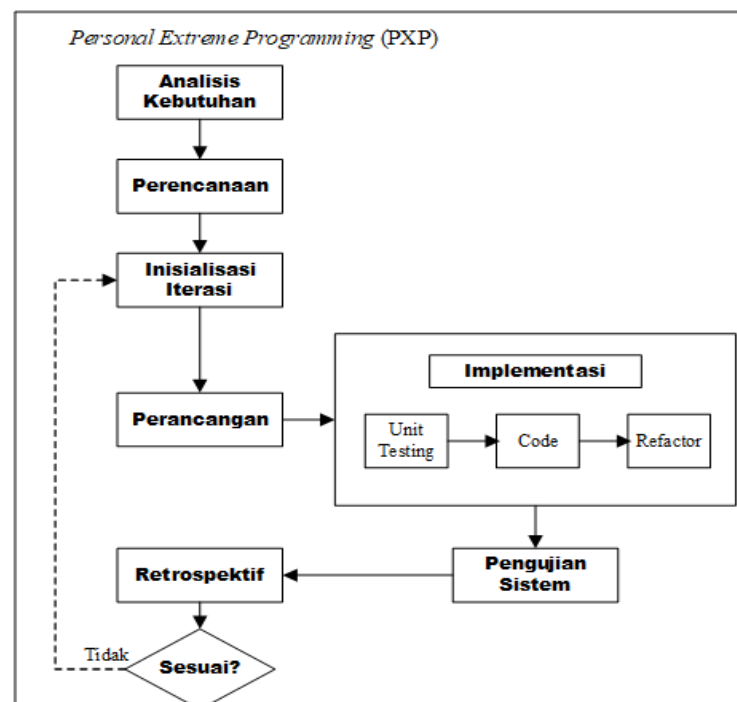 Personal Extreme Programming (PXP)
Analisis
Kebutuhan
Perencanaan
Inisialisasi
Iterasi
Perancangan
Implementasi
Unit
Testing
Code
Refactor
Pengujian
Sistem
Retrospektif
Sesuai?
Tidak